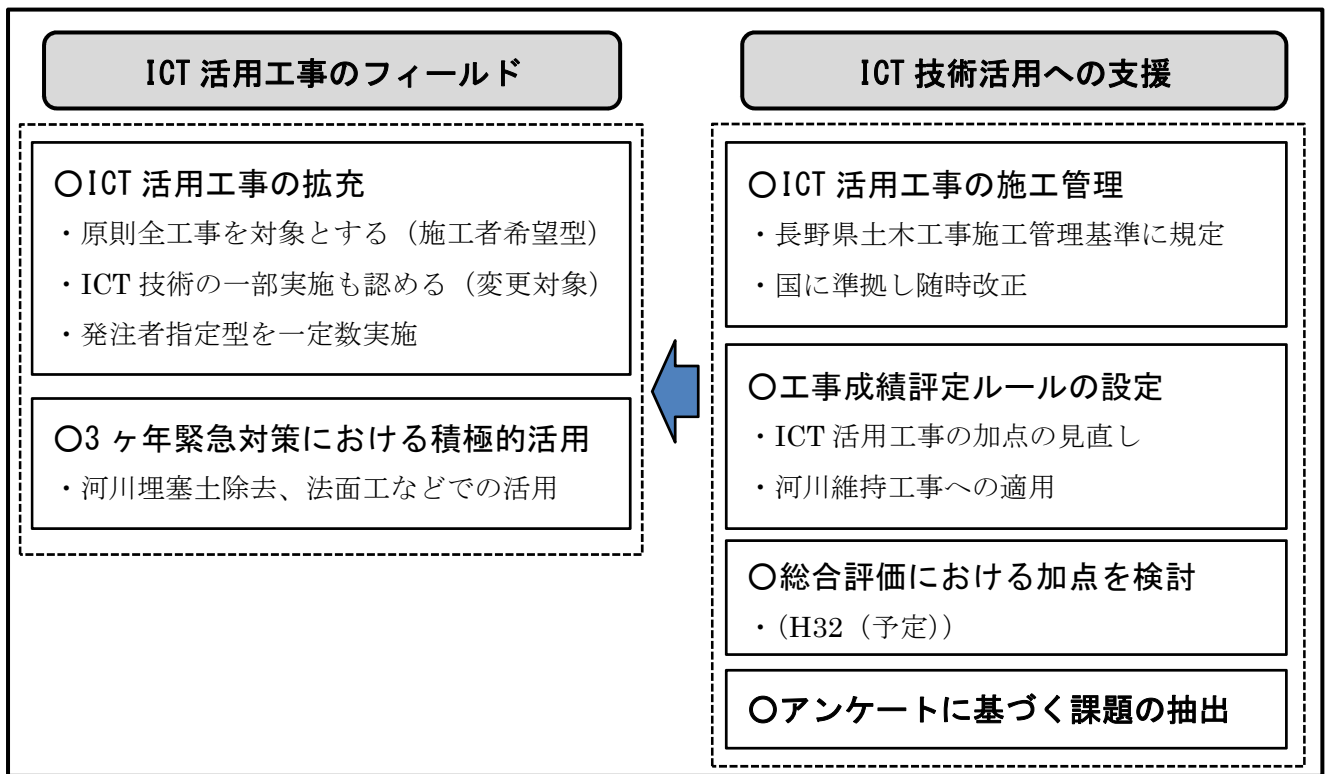 ICT 活用工事のフィールド
〇ICT 活用工事の拡充
・原則全工事を対象とする（施工者希望型）
・ICT 技術の一部実施も認める（変更対象）
・発注者指定型を一定数実施
〇3 ヶ年緊急対策における積極的活用
・河川埋塞土除去、法面工などでの活用
ICT 技術活用への支援
〇ICT 活用工事の施工管理
・長野県土木工事施工管理基準に規定
・国に準拠し随時改正
〇工事成績評定ルールの設定
・ICT 活用工事の加点の見直し
・河川維持工事への適用
〇総合評価における加点を検討
・(H32（予定）)
〇アンケートに基づく課題の抽出